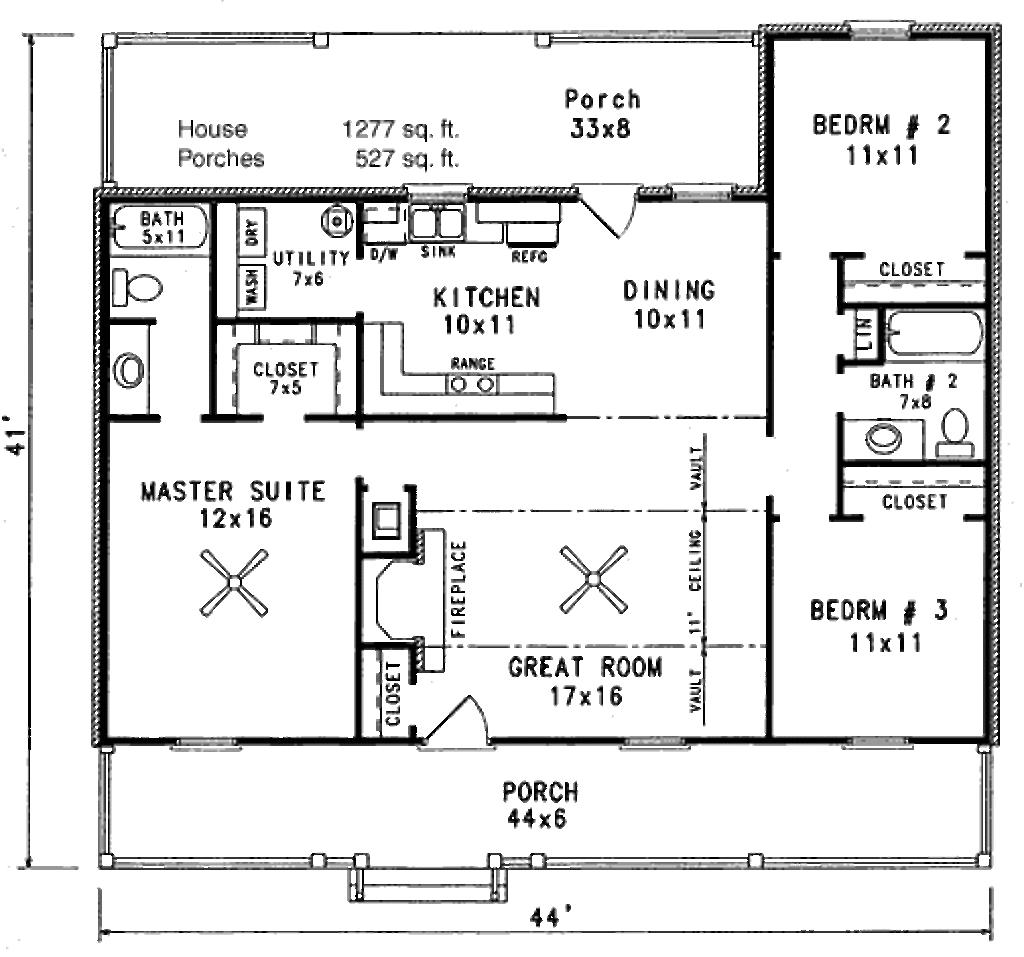 Porch
33x8
House 1277 sq. ft.
Porches 527 sq. ft.
BEDRM # 2
11x11
BATH
5x11
DRY
WASH
UTILITY
7x6
D/W
SINK
REFG
KITCHEN
10x11
DINING
10x11
CLOSET
LIN
RANGE
CLOSET
7x5
BATH # 2
7x8
41'
MASTER SUITE
12x16
VAULT
CLOSET
FIREPLACE
11' CEILING
BEDRM # 3
11x11
GREAT ROOM
17x16
CLOSET
VAULT
PORCH
44x6
44'